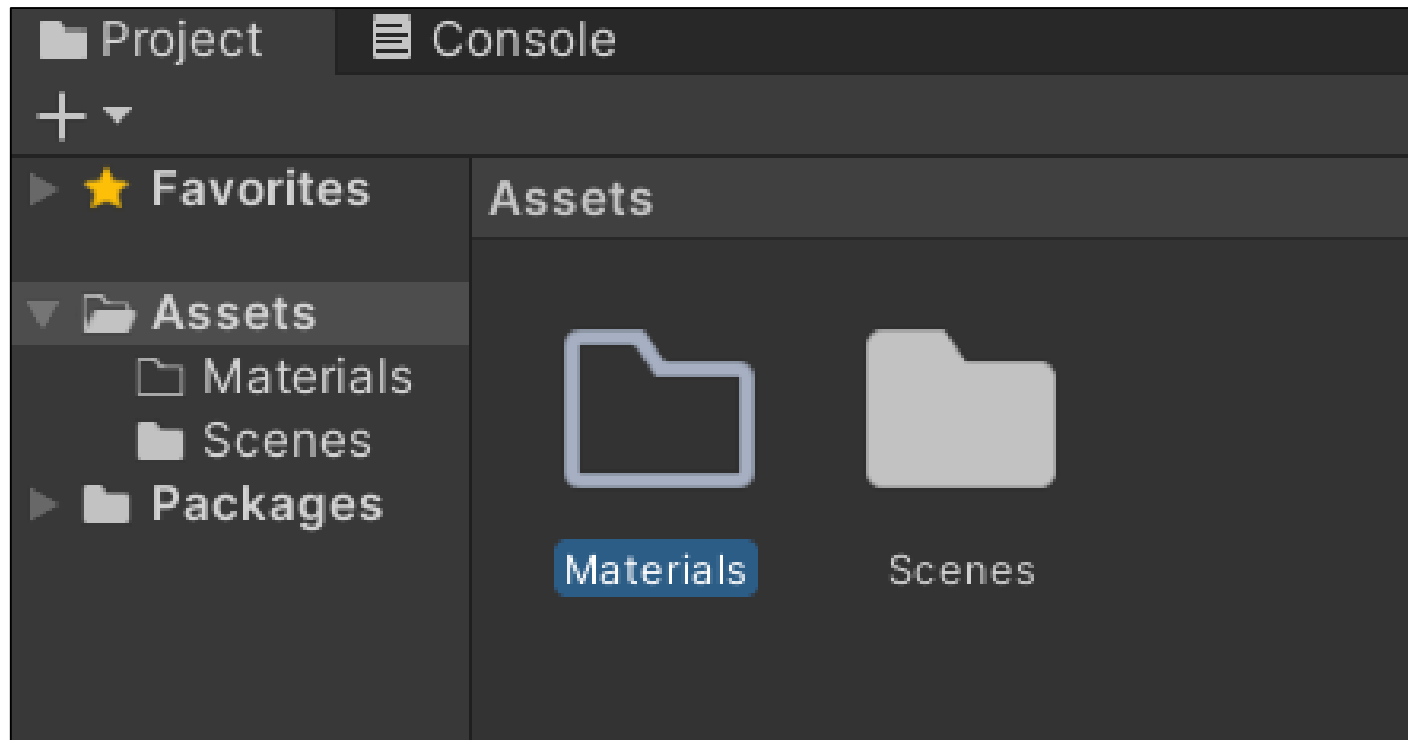 Project
Console
Favorites
Assets
Materials
Scenes
Packages
Assets
Materials
Scenes